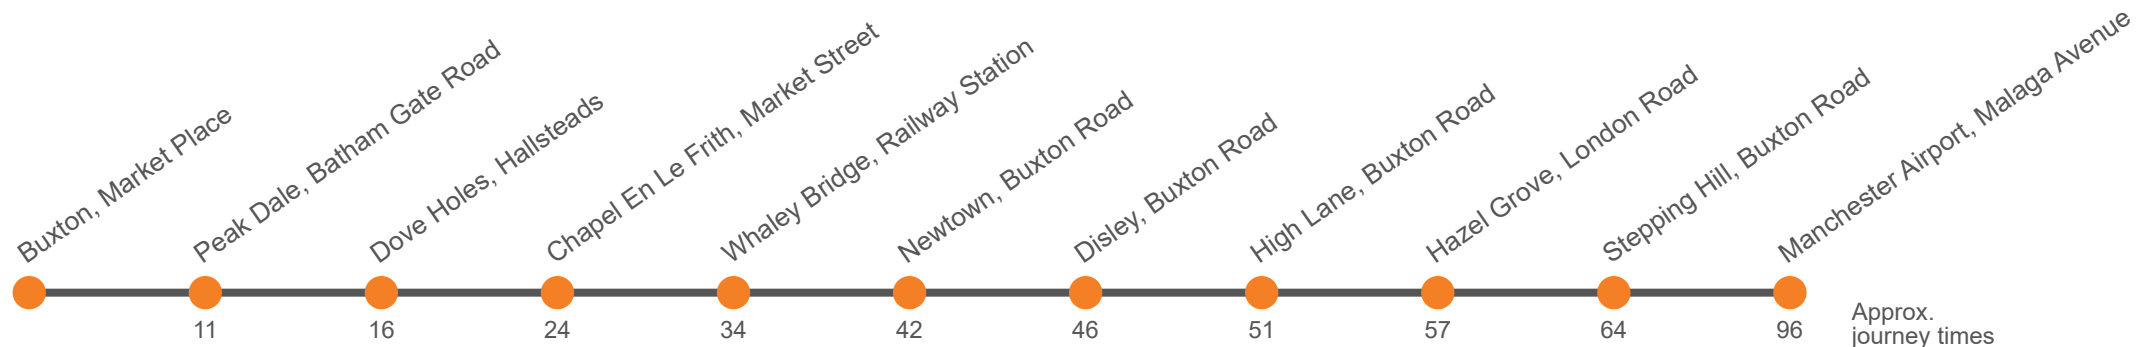 Buxton, Market Place
Peak Dale, Batham Gate Road
Dove Holes, Hallsteads
Chapel En Le Frith, Market Street
Whaley Bridge, Railway Station
Newtown, Buxton Road
Disley, Buxton Road
High Lane, Buxton Road
Hazel Grove, London Road
Stepping Hill, Buxton Road
Manchester Airport, Malaga Avenue
11
16
24
34
42
46
51
57
64
96
Approx.
journey times